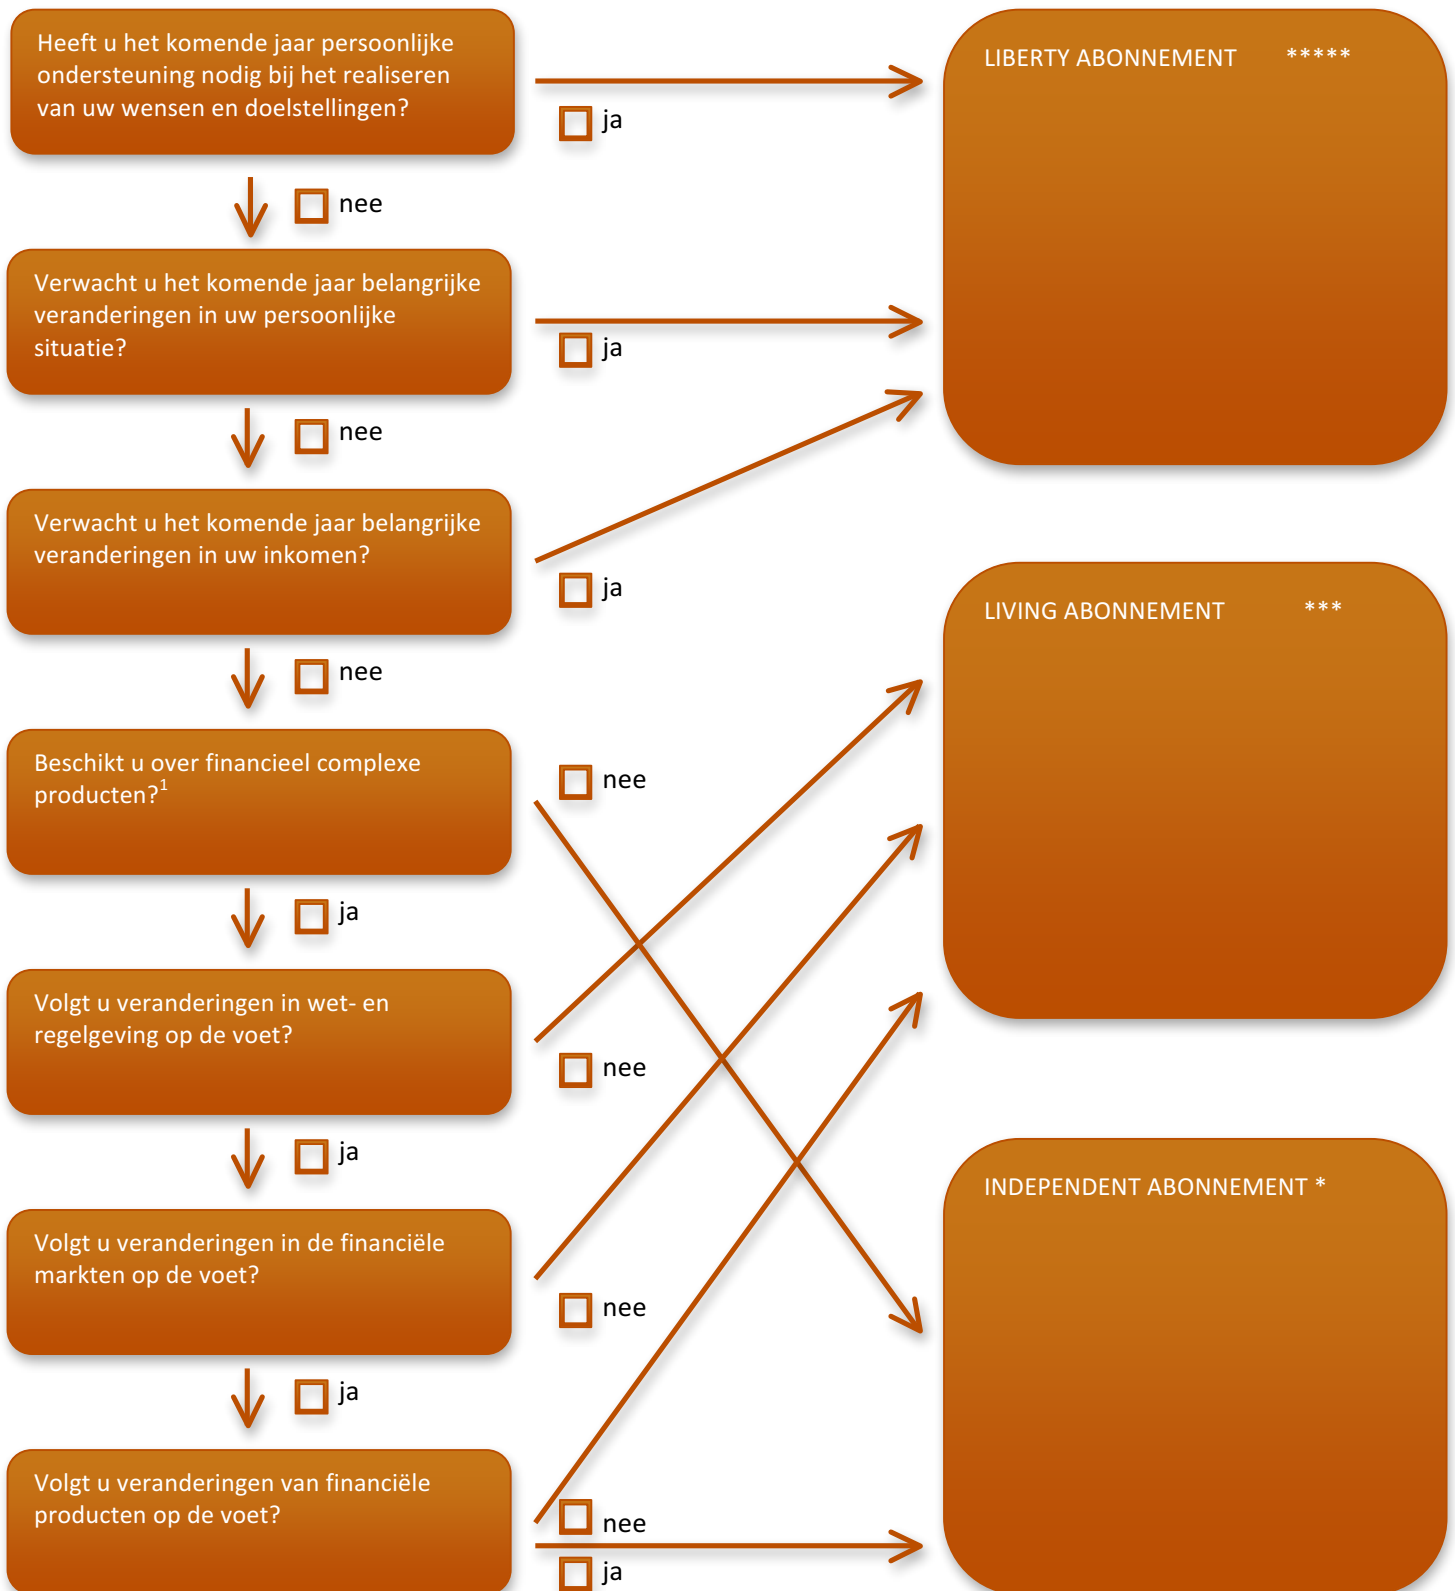 Heeft u het komende jaar persoonlijke
ondersteuning nodig bij het realiseren
van uw wensen en doelstellingen?
ja
LIBERTY ABONNEMENT *****
nee
Verwacht u het komende jaar belangrijke
veranderingen in uw persoonlijke
situatie?
ja
nee
Verwacht u het komende jaar belangrijke
veranderingen in uw inkomen?
ja
LIVING ABONNEMENT ***
nee
Beschikt u over financieel complexe
producten?¹
nee
ja
Volgt u veranderingen in wet- en
regelgeving op de voet?
nee
ja
INDEPENDENT ABONNEMENT *
Volgt u veranderingen in de financiële
markten op de voet?
nee
ja
Volgt u veranderingen van financiële
producten op de voet?
nee
ja